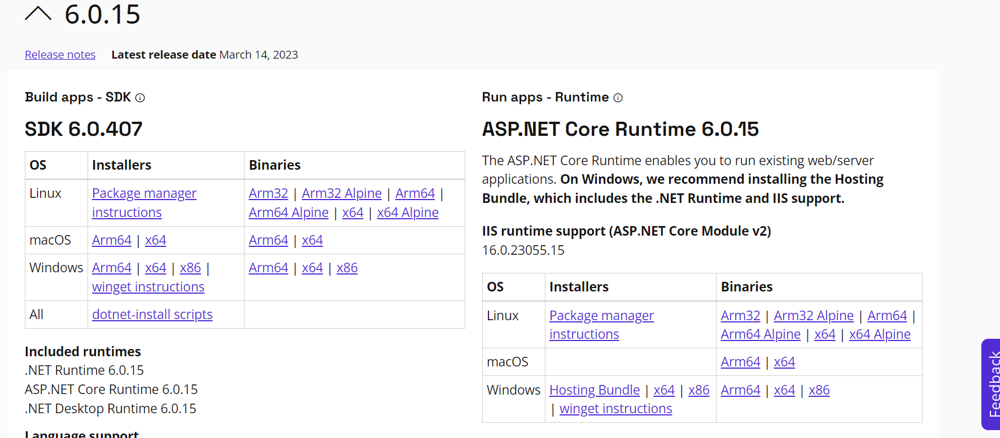 6.0.15
Release notes Latest release date March 14, 2023
Build apps - SDK
SDK 6.0.407
OS Installers Binaries
Linux Package manager instructions Arm32 | Arm32 Alpine | Arm64 | Arm64 Alpine | x64 | x64 Alpine
macOS Arm64 | x64 Arm64 | x64
Windows Arm64 | x64 | x86 | winget instructions Arm64 | x64 | x86
All dotnet-install scripts
Included runtimes
.NET Runtime 6.0.15
ASP.NET Core Runtime 6.0.15
.NET Desktop Runtime 6.0.15
Language support
Run apps - Runtime
ASP.NET Core Runtime 6.0.15
The ASP.NET Core Runtime enables you to run existing web/server
applications. On Windows, we recommend installing the Hosting
Bundle, which includes the .NET Runtime and IIS support.
IIS runtime support (ASP.NET Core Module v2)
16.0.23055.15
OS Installers Binaries
Linux Package manager instructions Arm32 | Arm32 Alpine | Arm64 | Arm64 Alpine | x64 | x64 Alpine
macOS Arm64 | x64
Windows Hosting Bundle | x64 | x86 | winget instructions Arm64 | x64 | x86
Feedback